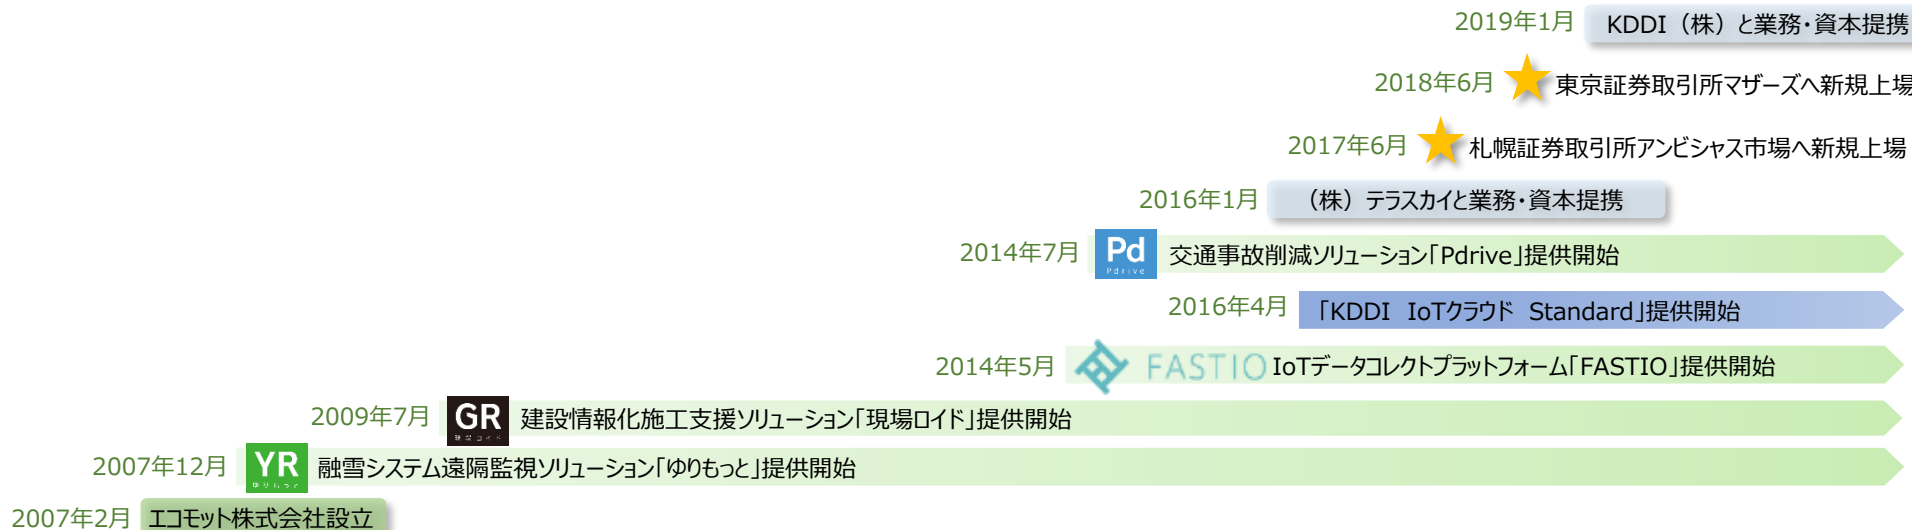 2019年1月 KDDI（株）と業務・資本提携
2018年6月 東京証券取引所マザーズへ新規上場
2017年6月 札幌証券取引所アンビシャス市場へ新規上場
2016年1月 （株）テラスカイと業務・資本提携
2014年7月 Pd Pdrive 交通事故削減ソリューション「Pdrive」提供開始
2016年4月 「KDDI IoTクラウド Standard」提供開始
2014年5月 FASTIO IoTデータコレクトプラットフォーム「FASTIO」提供開始
2009年7月 GR 現場ロイド 建設情報化施工支援ソリューション「現場ロイド」提供開始
2007年12月 YR ゆりもっと 融雪システム遠隔監視ソリューション「ゆりもっと」提供開始
2007年2月 エコモット株式会社設立